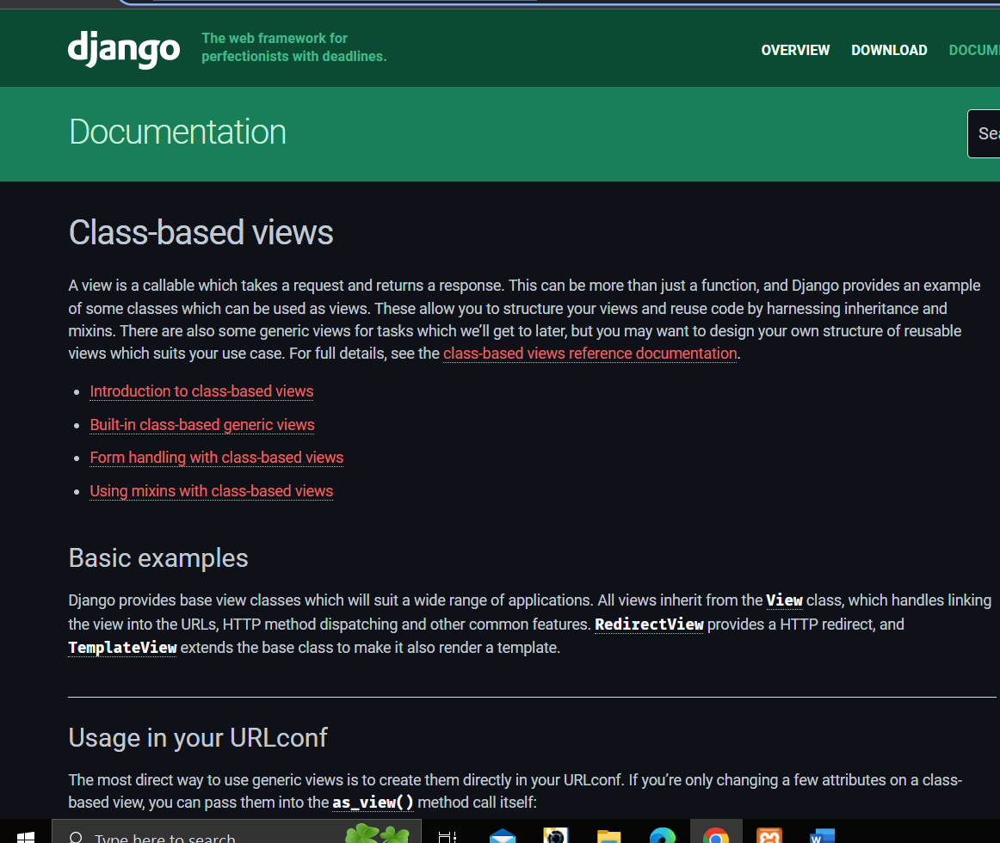 django
The web framework for
perfectionists with deadlines.
OVERVIEW DOWNLOAD
Documentation
Class-based views
A view is a callable which takes a request and returns a response. This can be more than just a function, and Django provides an example
of some classes which can be used as views. These allow you to structure your views and reuse code by harnessing inheritance and
mixins. There are also some generic views for tasks which we’ll get to later, but you may want to design your own structure of reusable
views which suits your use case. For full details, see the class-based views reference documentation.
Introduction to class-based views
Built-in class-based generic views
Form handling with class-based views
Using mixins with class-based views
Basic examples
Django provides base view classes which will suit a wide range of applications. All views inherit from the View class, which handles linking
the view into the URLs, HTTP method dispatching and other common features. RedirectView provides a HTTP redirect, and
TemplateView extends the base class to make it also render a template.
Usage in your URLconf
The most direct way to use generic views is to create them directly in your URLconf. If you’re only changing a few attributes on a class-
based view, you can pass them into the as_view() method call itself:
Type here to search